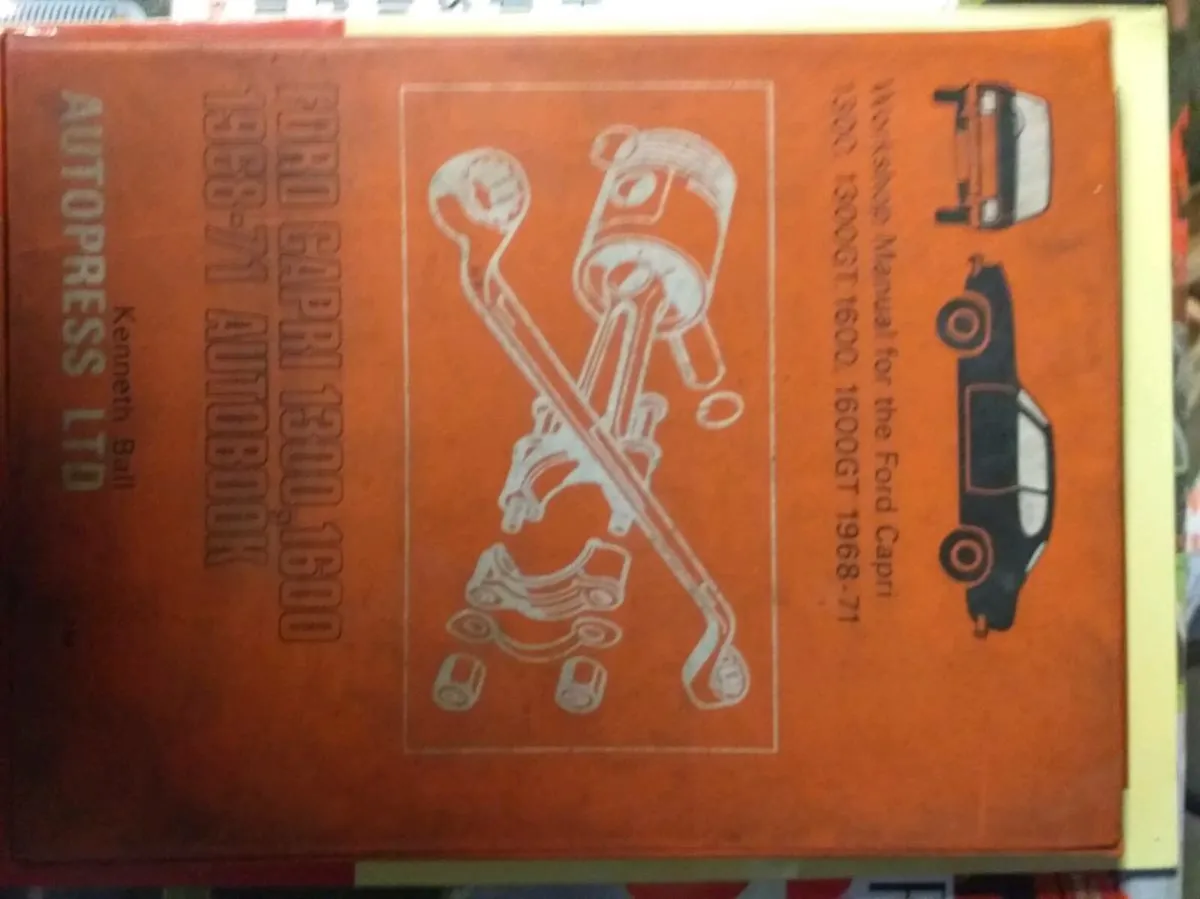 Workshop Manual for the Ford Capri
1300, 1300GT, 1600, 1600GT 1968-71
FORD CAPRI 1300,1600
1968-71 AUTOBOOK
Kenneth Ball
AUTOPRESS LTD